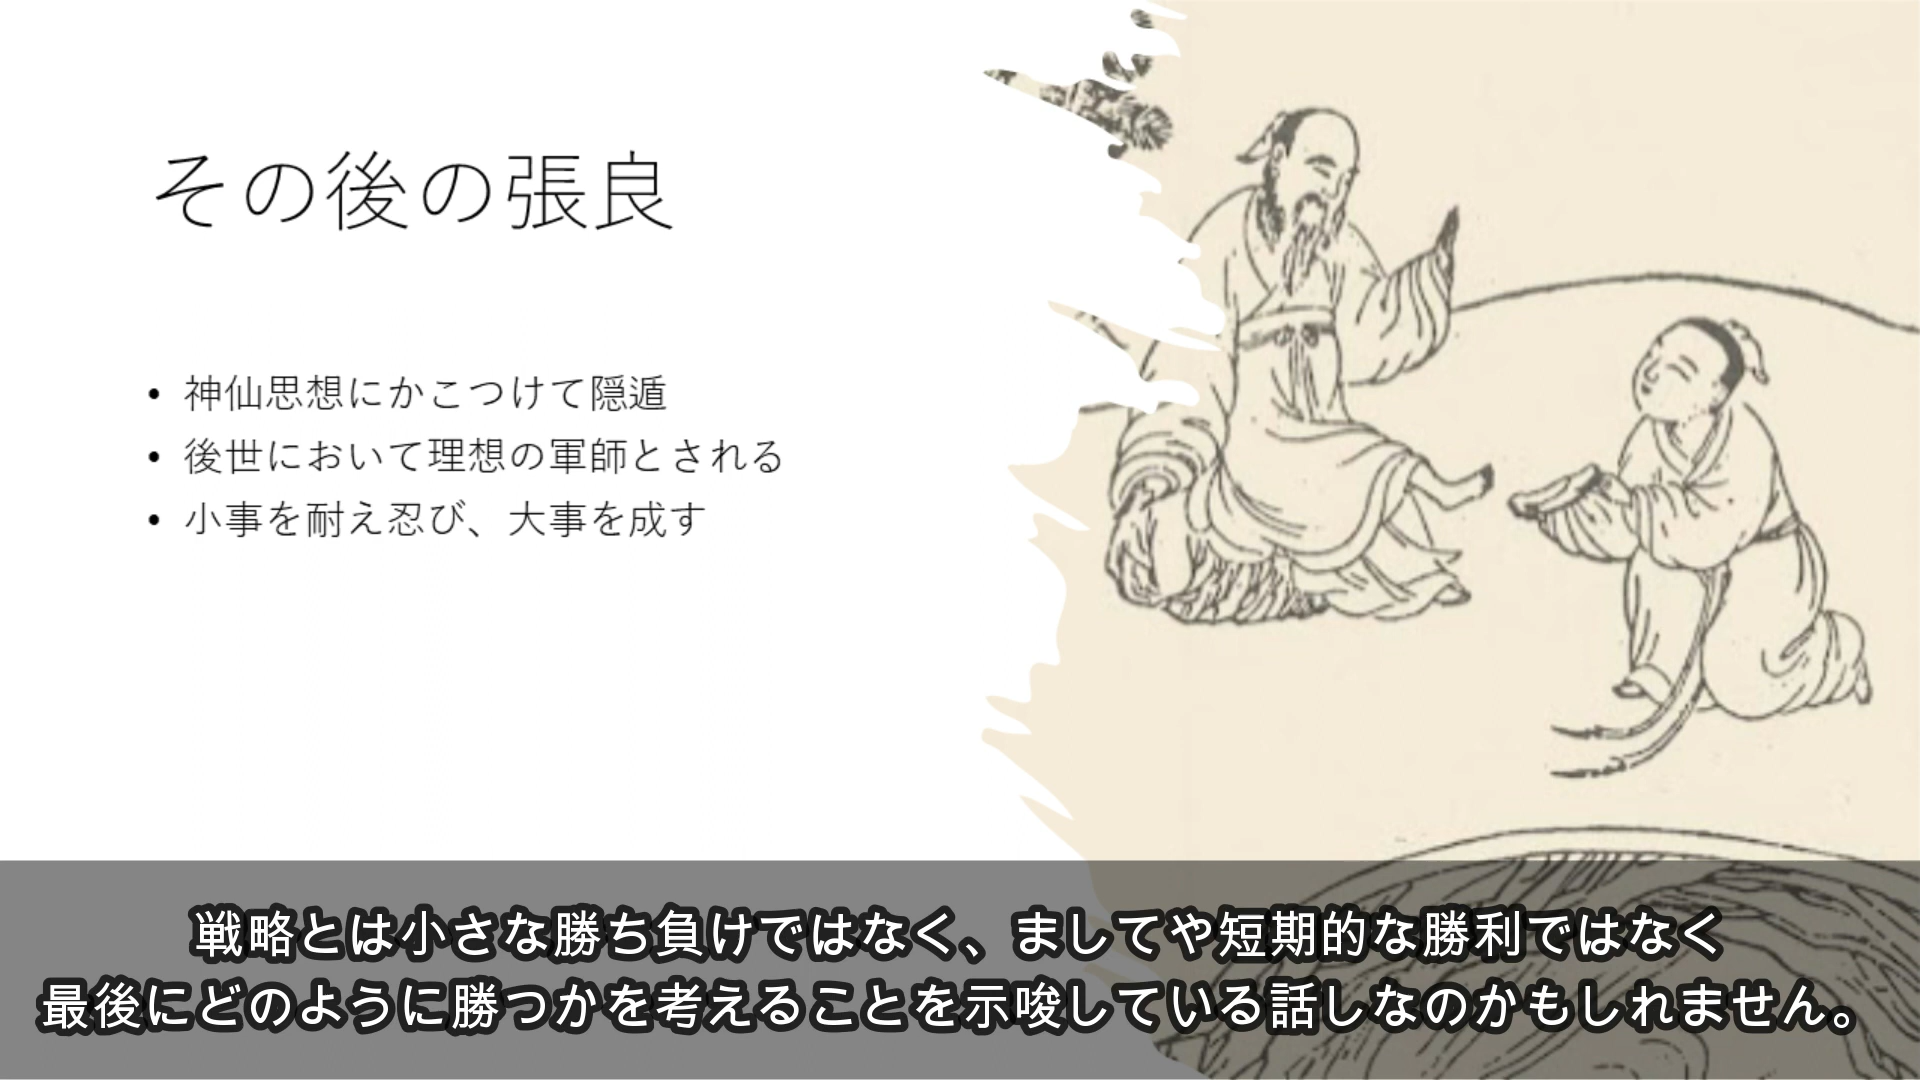 その後の張良
• 神仙思想にかこつけて隠遁
• 後世において理想の軍師とされる
• 小事を耐え忍び、大事を成す
戦略とは小さな勝ち負けではなく、ましてや短期的な勝利ではなく
最後にどのように勝つかを考えることを示唆している話しなのかもしれません。